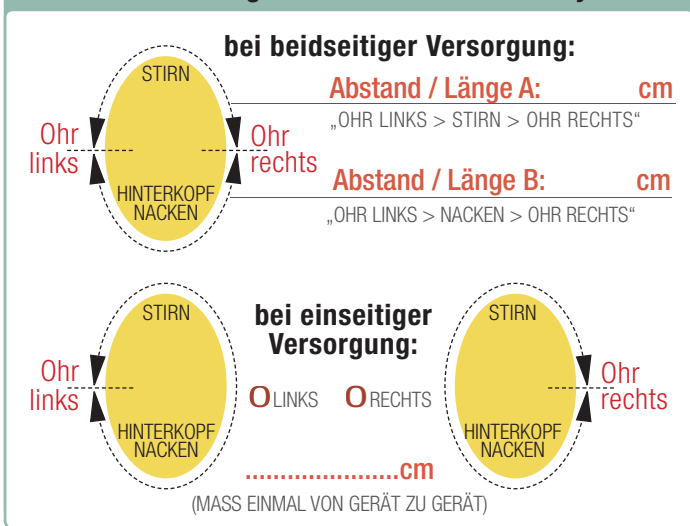 bei beidseitiger Versorgung:
STIRN
Abstand / Länge A: cm
„OHR LINKS > STIRN > OHR RECHTS“
Ohr
links
Ohr
rechts
Abstand / Länge B: cm
HINTERKOPF
NACKEN
„OHR LINKS > NACKEN > OHR RECHTS“
STIRN
bei einseitiger
Versorgung:
STIRN
Ohr
links
O LINKS O RECHTS
Ohr
rechts
HINTERKOPF
NACKEN
HINTERKOPF
NACKEN
......................cm
(MASS EINMAL VON GERÄT ZU GERÄT)